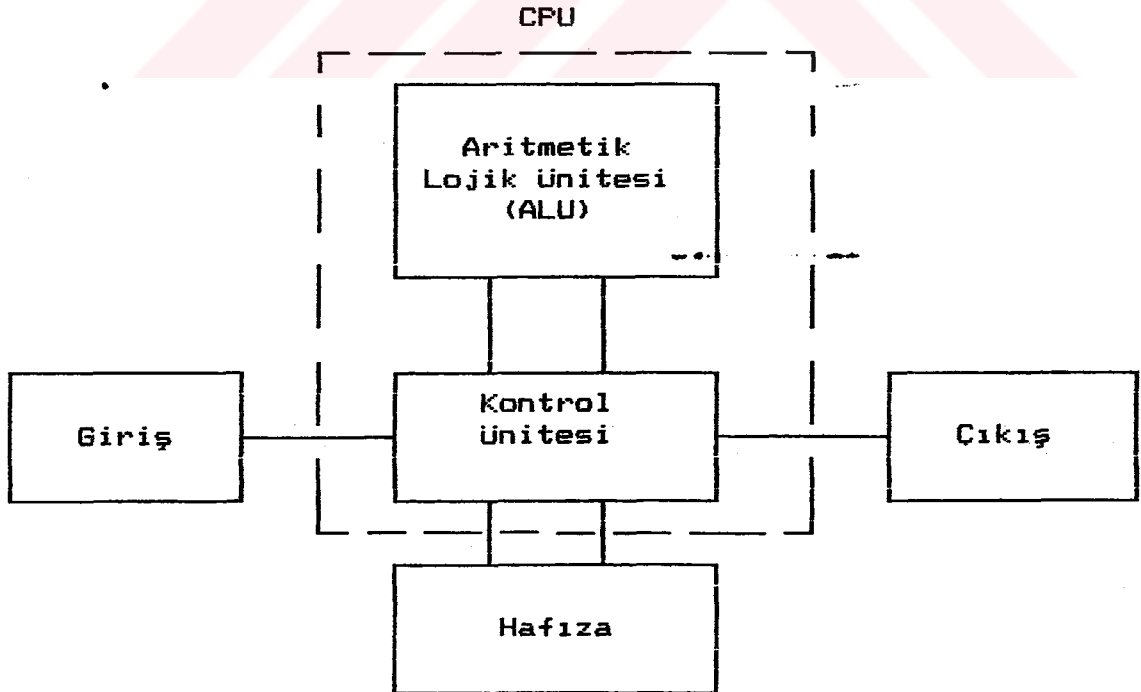 CPU
Aritmetik
Lojik ünitesi
(ALU)
Kontrol
ünitesi
Giriş
Çıkış
Hafıza